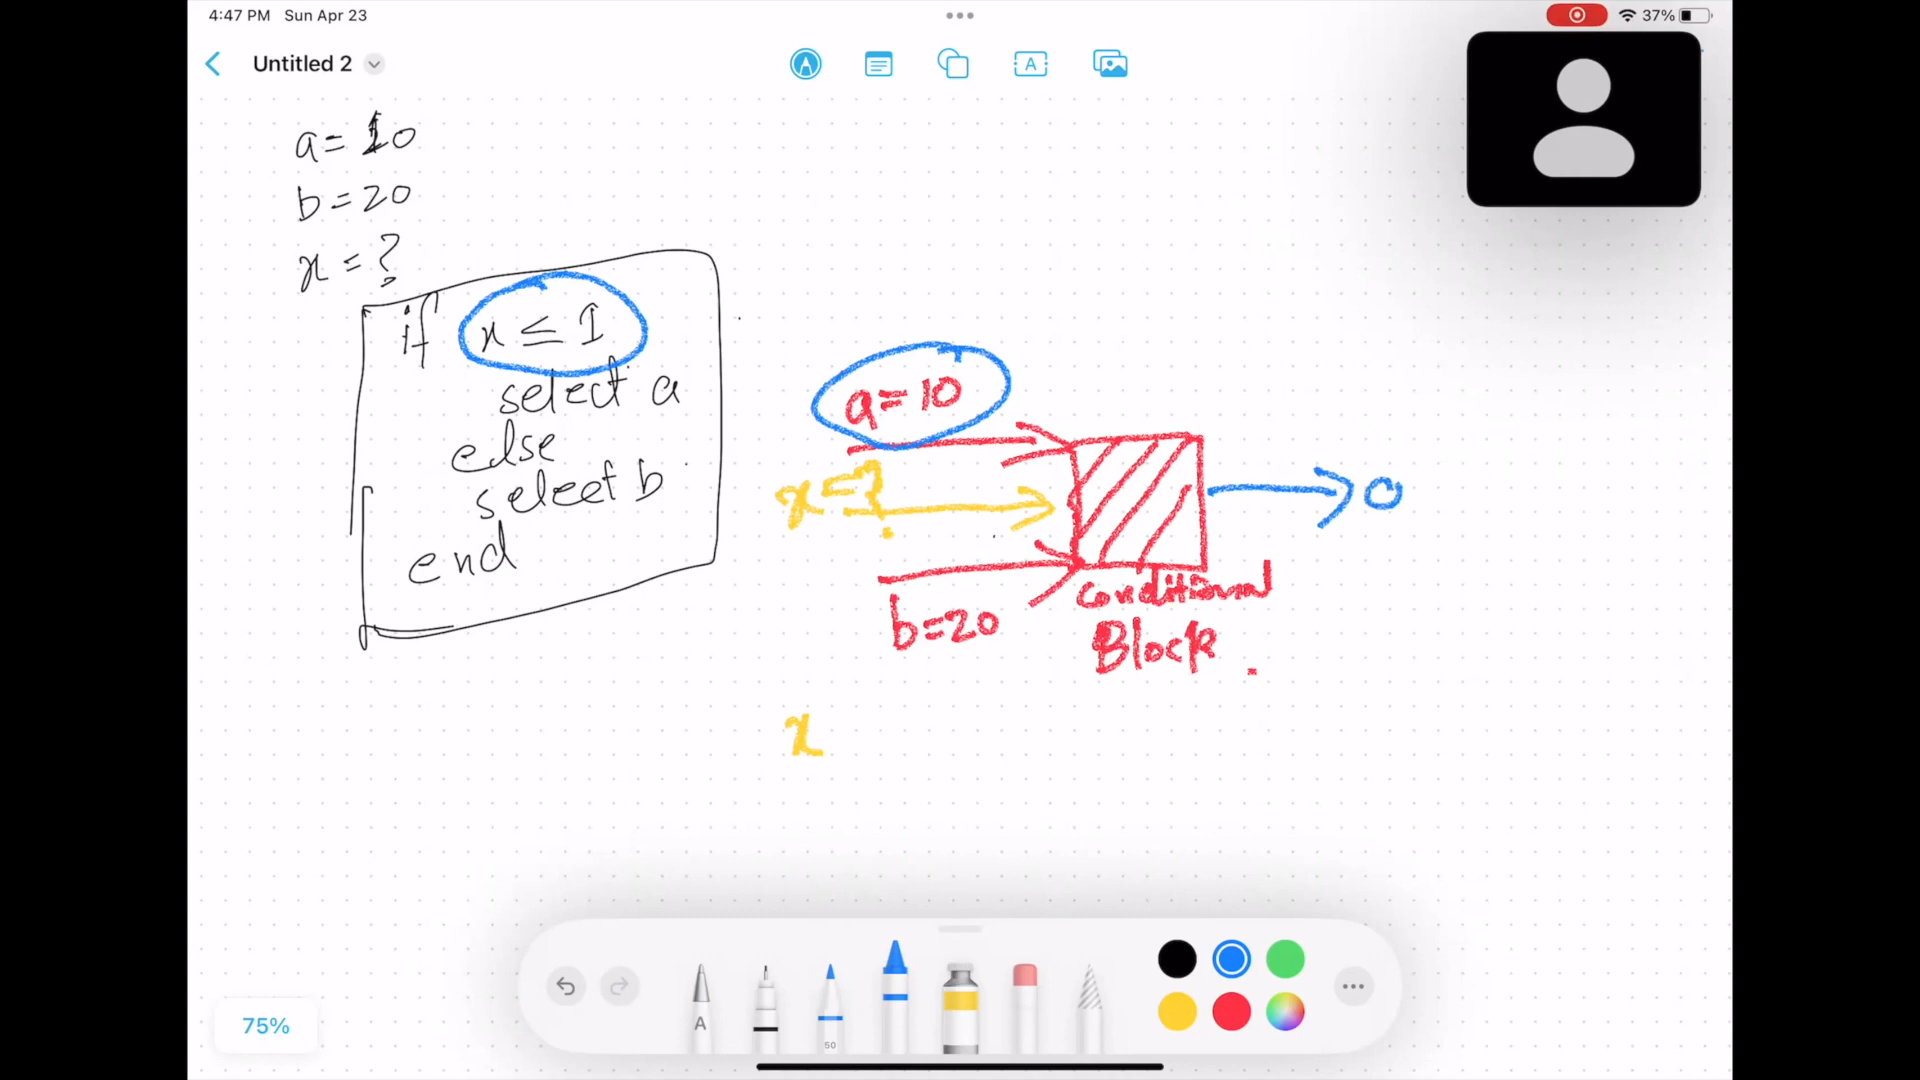 4:47 PM Sun Apr 23
37%
Untitled 2
A
a = 10
b = 20
x = ?
if x ≤ 1
select a
else
select b
end
a = 10
x = ?
b = 20
O
Conditional
Block
x
75%
A
50